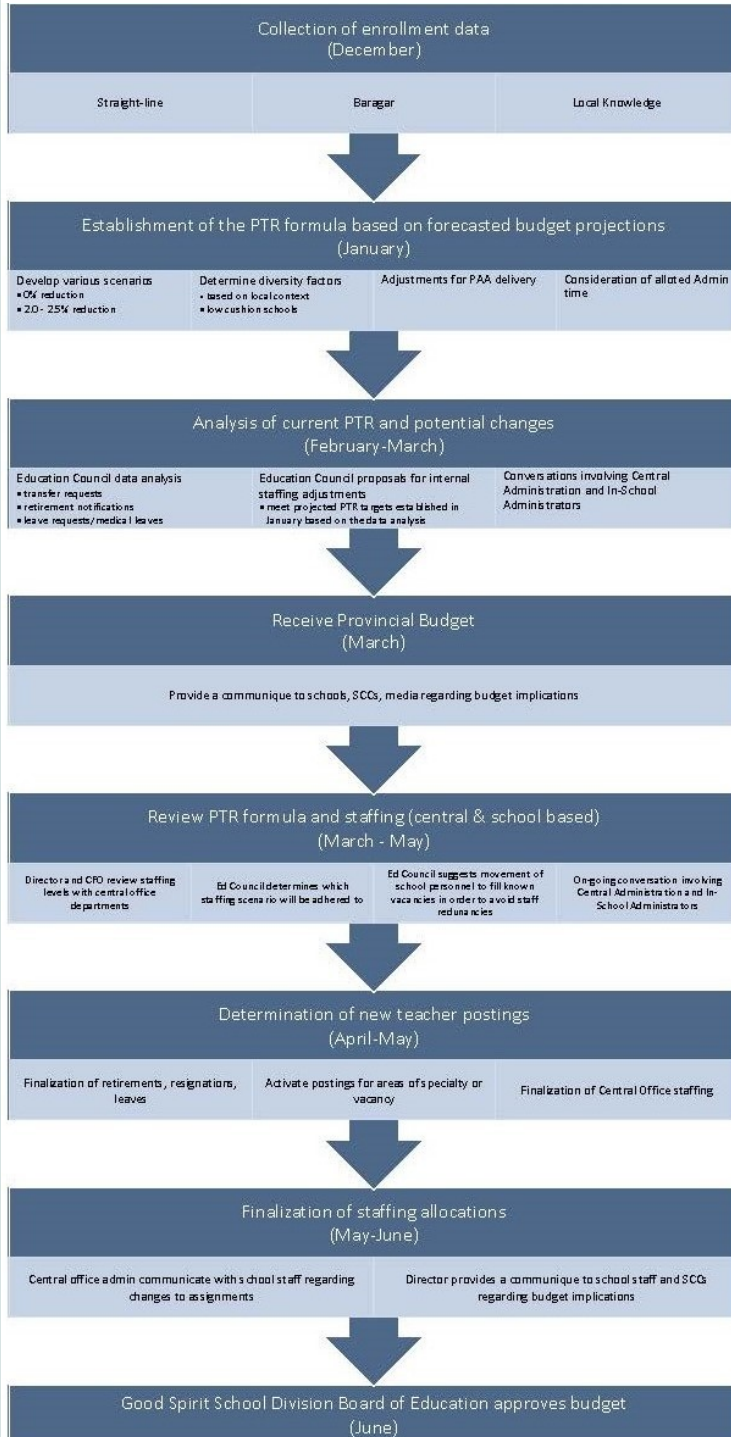 Collection of enrollment data
(December)
Straight-line
Baragar
Local Knowledge
Establishment of the PTR formula based on forecasted budget projections
(January)
Develop various scenarios
• 0% reduction
• 2.0 - 2.5% reduction
Determine diversity factors
• based on local context
• low cushion schools
Adjustments for PAA delivery
Consideration of alloted Admin
time
Analysis of current PTR and potential changes
(February-March)
Education Council data analysis
• transfer requests
• retirement notifications
• leave requests/medical leaves
Education Council proposals for internal
staffing adjustments
• meet projected PTR targets established in
January based on the data analysis
Conversations involving Central
Administration and In-School
Administrators
Receive Provincial Budget
(March)
Provide a communique to schools, SCCs, media regarding budget implications
Review PTR formula and staffing (central & school based)
(March - May)
Director and CFO review staffing
levels with central office
departments
Ed Council determines which
staffing scenario will be adhered to
Ed Council suggests movement of
school personnel to fill known
vacancies in order to avoid staff
redunancies
On-going conversation involving
Central Administration and In-
School Administrators
Determination of new teacher postings
(April-May)
Finalization of retirements, resignations,
leaves
Activate postings for areas of specialty or
vacancy
Finalization of Central Office staffing
Finalization of staffing allocations
(May-June)
Central office admin communicate with school staff regarding
changes to assignments
Director provides a communique to school staff and SCCs
regarding budget implications
Good Spirit School Division Board of Education approves budget
(June)